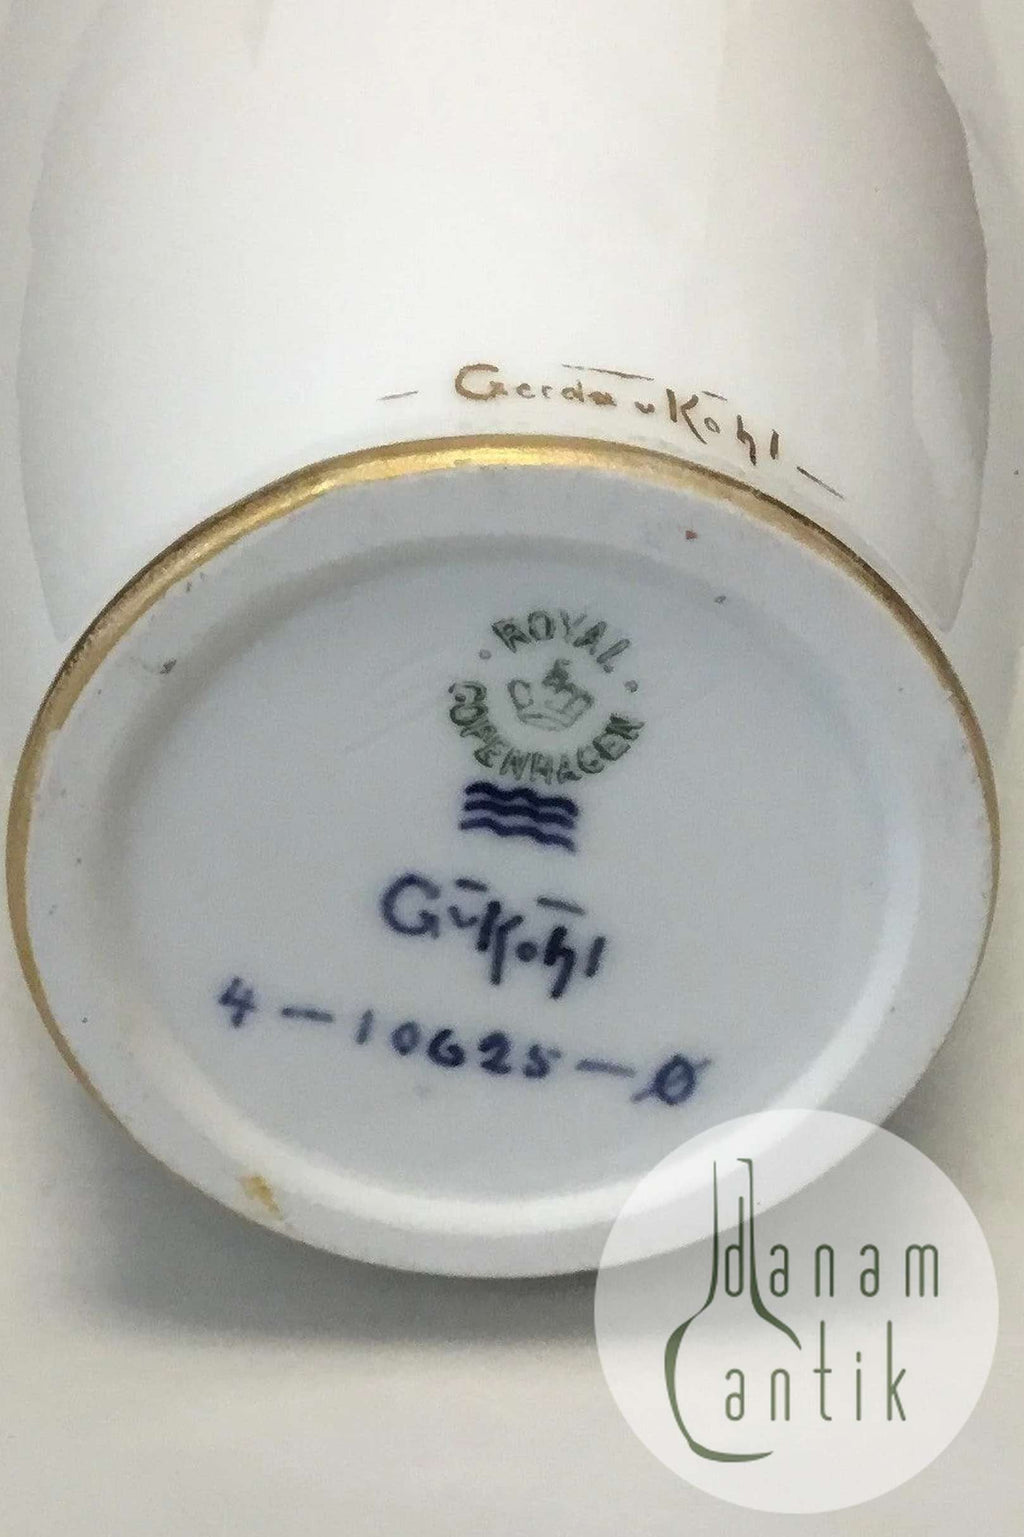 Gerda v Kohl
ROYAL
COPENHAGEN
G v Kohl
4-10625-Ø
danam
antik